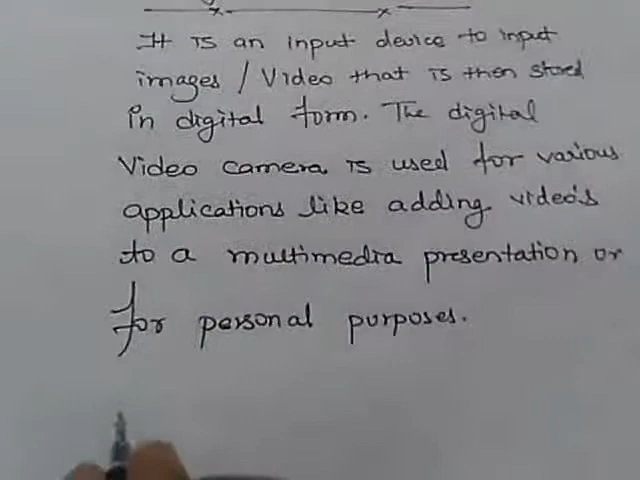 It is an input device to input
images / Video that is then stored
in digital form. The digital
Video camera is used for various
applications like adding video's
to a multimedia presentation or
for personal purposes.